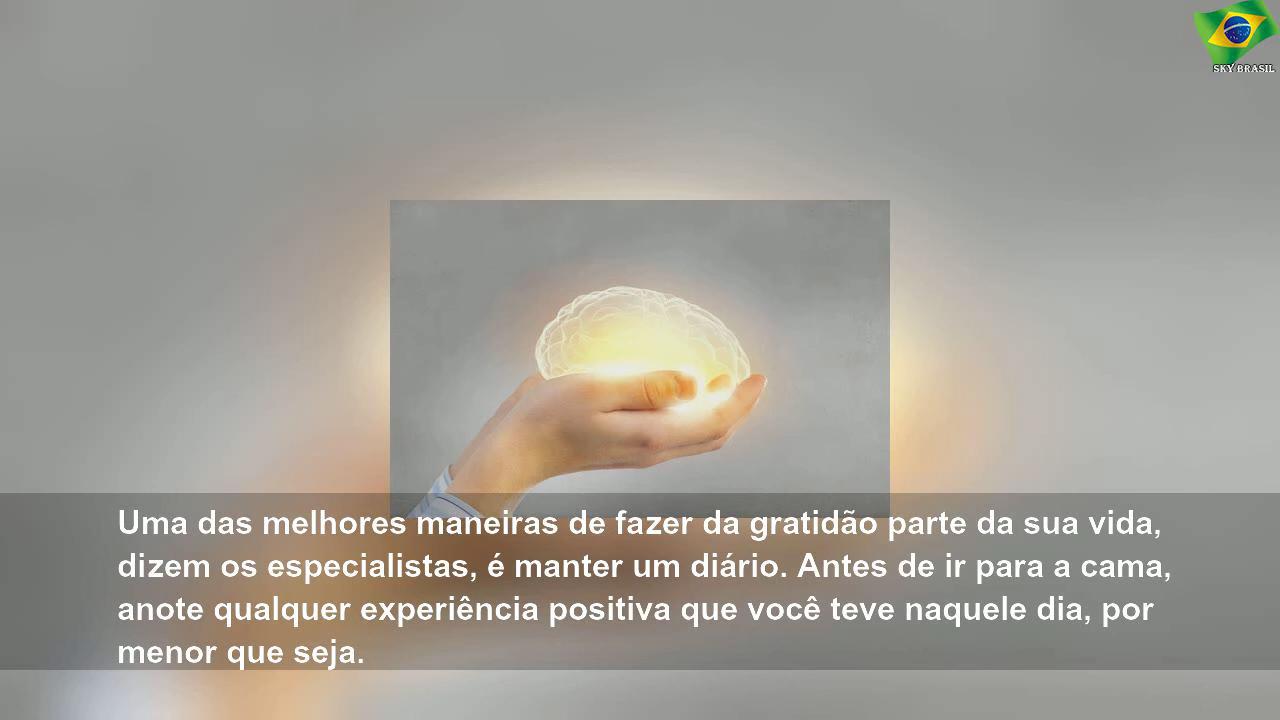 SKY BRASIL
Uma das melhores maneiras de fazer da gratidão parte da sua vida,
dizem os especialistas, é manter um diário. Antes de ir para a cama,
anote qualquer experiência positiva que você teve naquele dia, por
menor que seja.